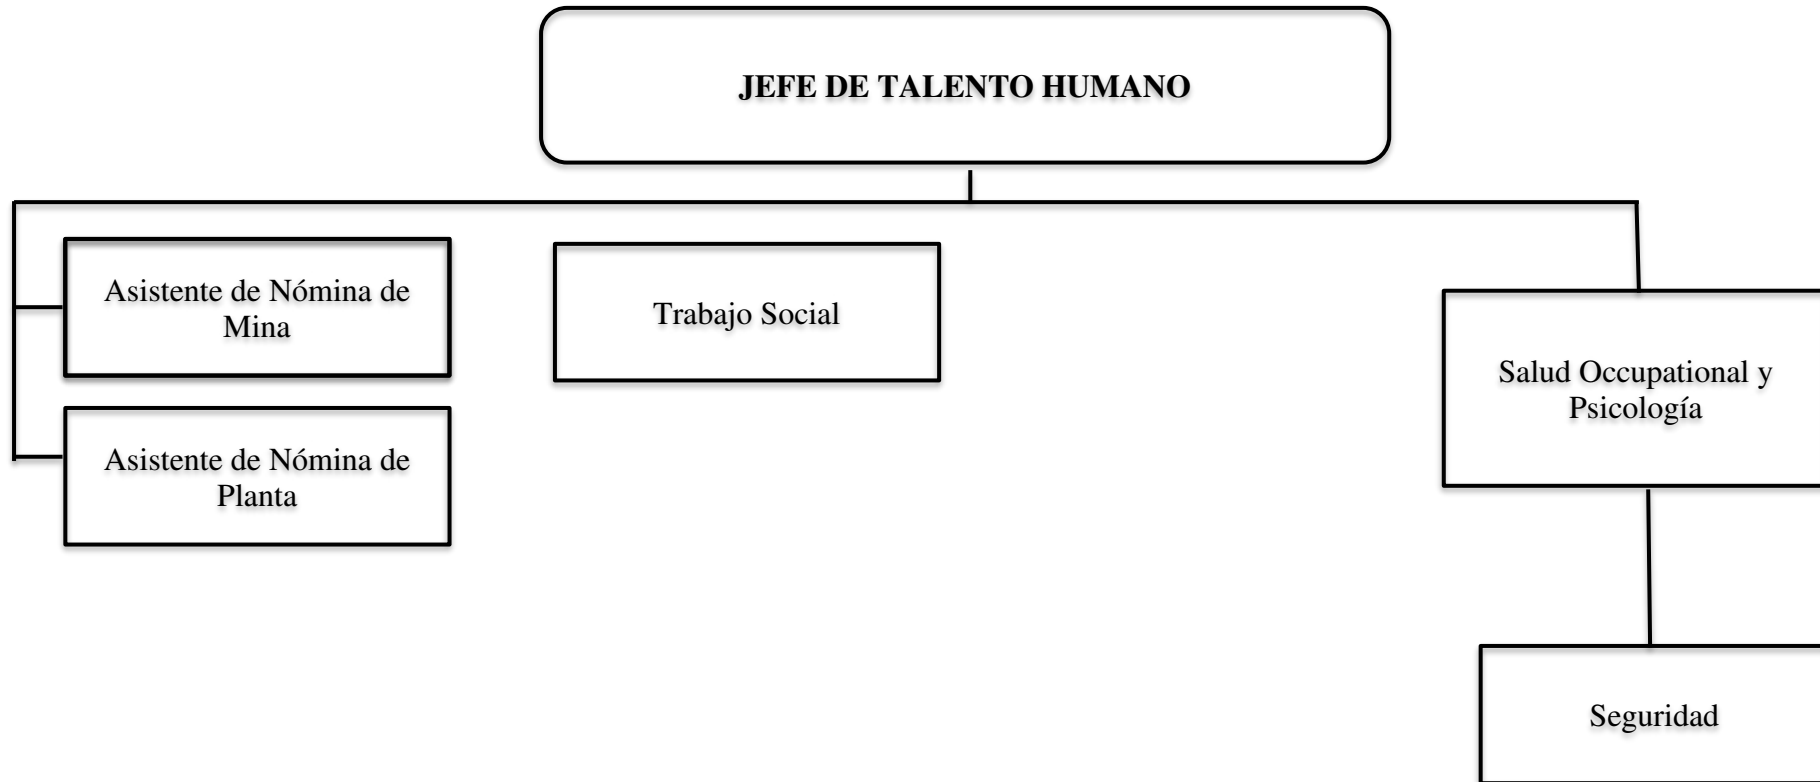 JEFE DE TALENTO HUMANO
Asistente de Nómina de
Mina
Trabajo Social
Salud Occupational y
Psicología
Asistente de Nómina de
Planta
Seguridad